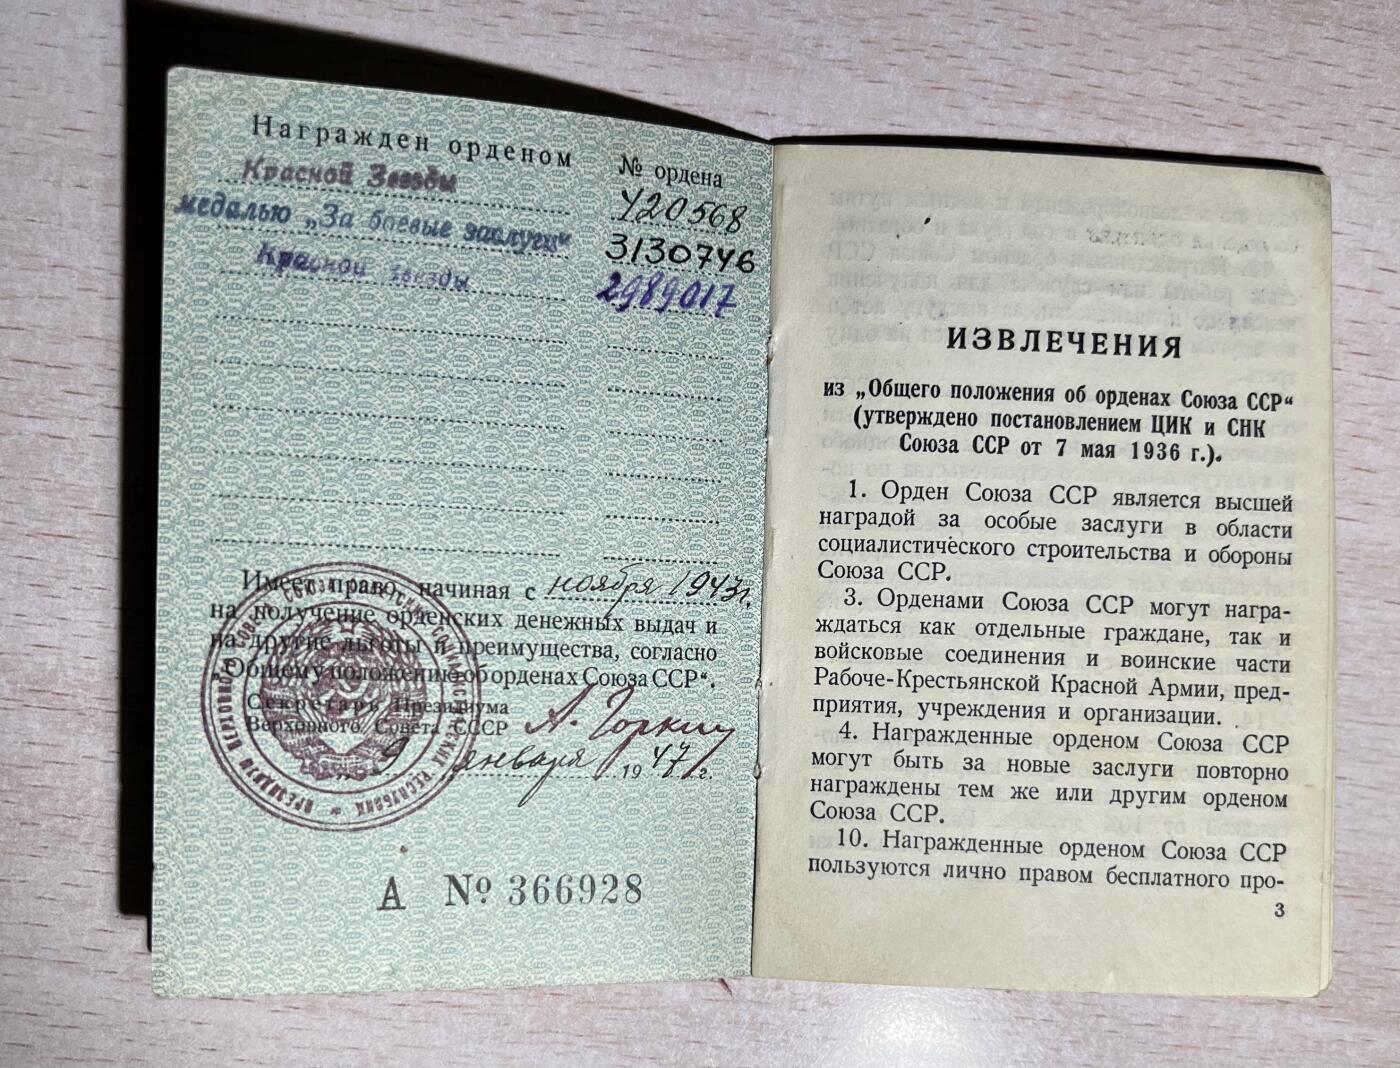 Награжден орденом № ордена
Красной Звезды 420568
медалью „За боевые заслуги“ 3130746
Красной звезды 2989017
Имеет право, начиная с ноября 1943г.
на получение орденских денежных выдач и
на другие льготы и преимущества, согласно
„Общему положению об орденах Союза ССР“.
Секретарь Президиума
Верховного Совета СССР А. Горкин
января 1947 г.
А № 366928
ИЗВЛЕЧЕНИЯ
из „Общего положения об орденах Союза ССР“
(утверждено постановлением ЦИК и СНК
Союза ССР от 7 мая 1936 г.).
1. Орден Союза ССР является высшей
наградой за особые заслуги в области
социалистического строительства и обороны
Союза ССР.
3. Орденами Союза ССР могут награ-
ждаться как отдельные граждане, так и
войсковые соединения и воинские части
Рабоче-Крестьянской Красной Армии, пред-
приятия, учреждения и организации.
4. Награжденные орденом Союза ССР
могут быть за новые заслуги повторно
награждены тем же или другим орденом
Союза ССР.
10. Награжденные орденом Союза ССР
пользуются лично правом бесплатного про-
3